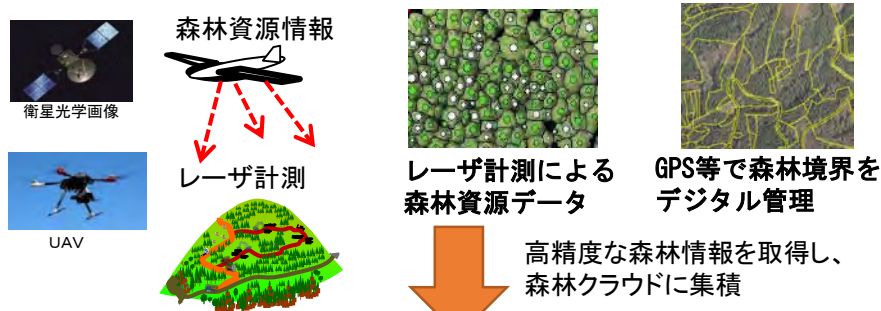 森林資源情報
衛星光学画像
レーザ計測
UAV
レーザ計測による
森林資源データ
GPS等で森林境界を
デジタル管理
高精度な森林情報を取得し、
森林クラウドに集積